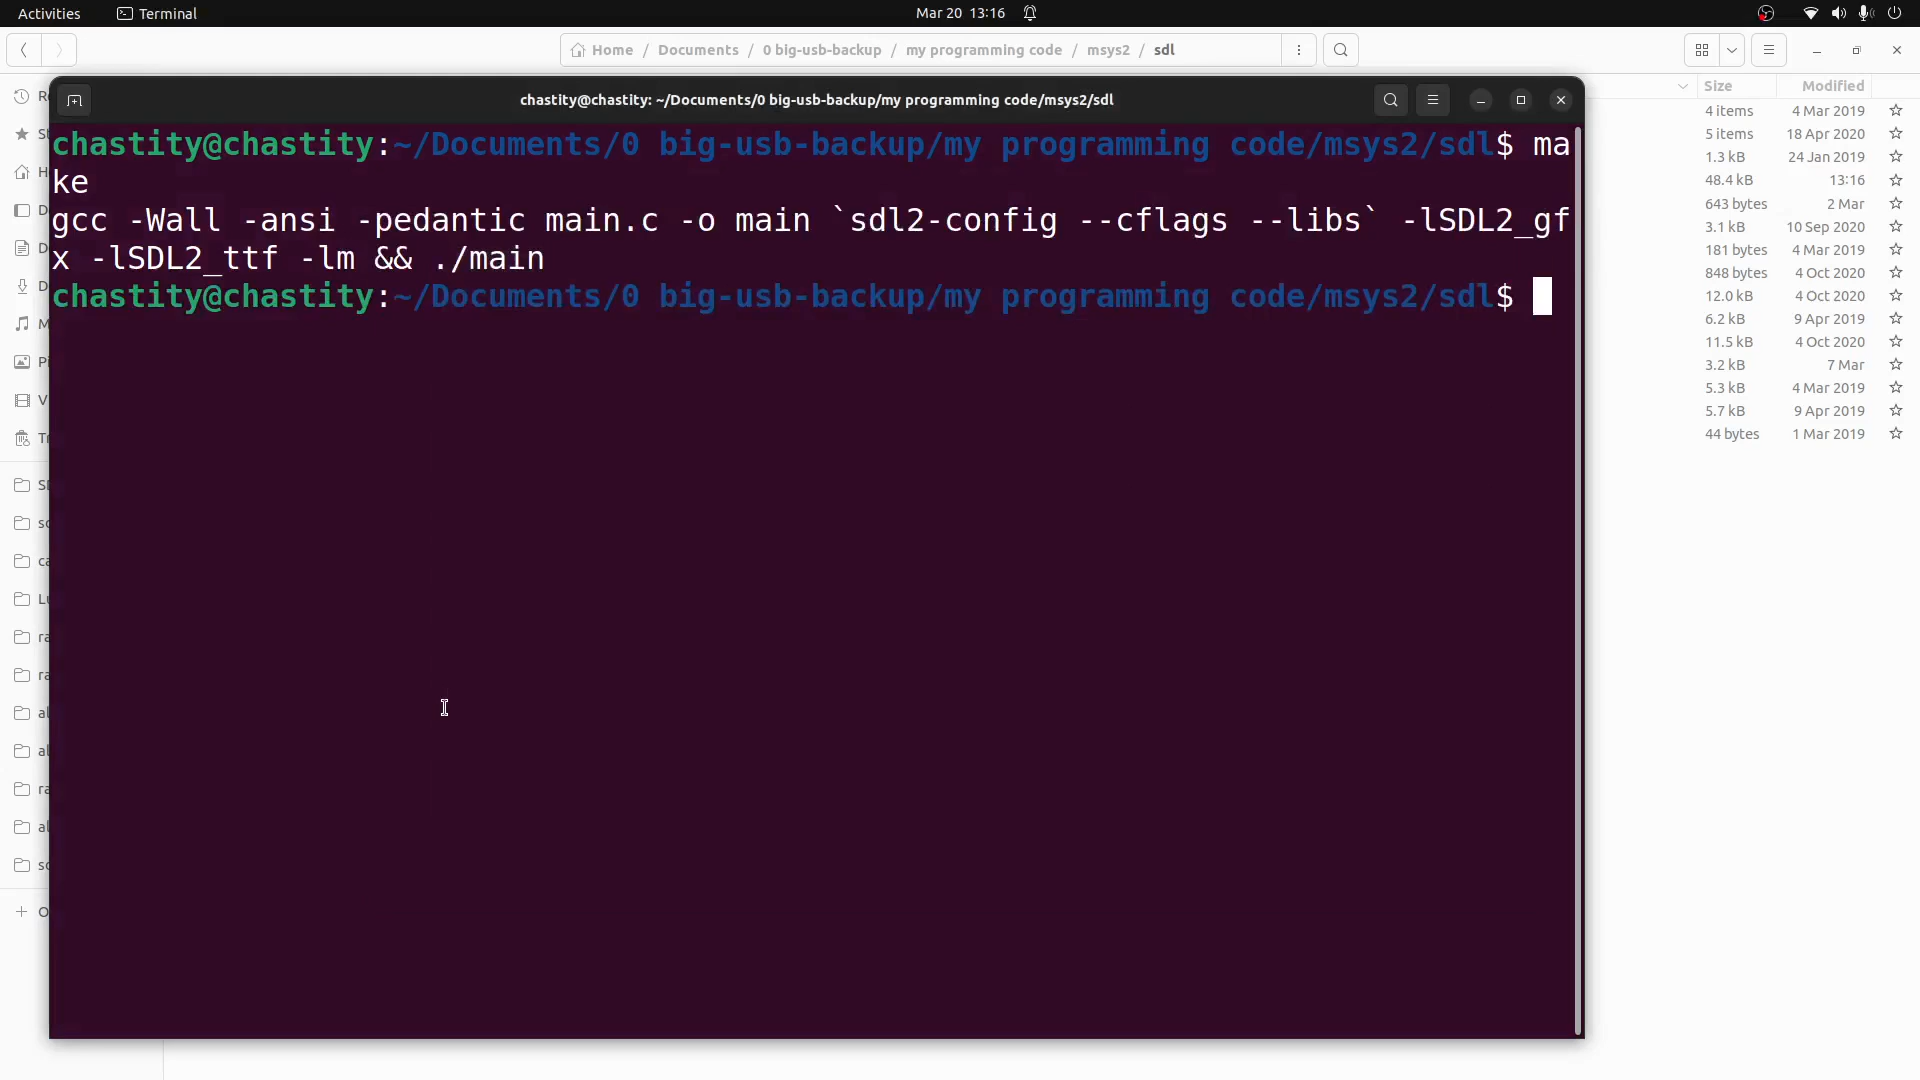 Activities Terminal Mar 20 13:16
Home / Documents / 0 big-usb-backup / my programming code / msys2 / sdl
chastity@chastity: ~/Documents/0 big-usb-backup/my programming code/msys2/sdl
Size Modified
4 items 4 Mar 2019
5 items 18 Apr 2020
1.3 kB 24 Jan 2019
48.4 kB 13:16
643 bytes 2 Mar
3.1 kB 10 Sep 2020
181 bytes 4 Mar 2019
848 bytes 4 Oct 2020
12.0 kB 4 Oct 2020
6.2 kB 9 Apr 2019
11.5 kB 4 Oct 2020
3.2 kB 7 Mar
5.3 kB 4 Mar 2019
5.7 kB 9 Apr 2019
44 bytes 1 Mar 2019
chastity@chastity:~/Documents/0 big-usb-backup/my programming code/msys2/sdl$ ma
ke
gcc -Wall -ansi -pedantic main.c -o main `sdl2-config --cflags --libs` -lSDL2_gf
x -lSDL2_ttf -lm && ./main
chastity@chastity:~/Documents/0 big-usb-backup/my programming code/msys2/sdl$